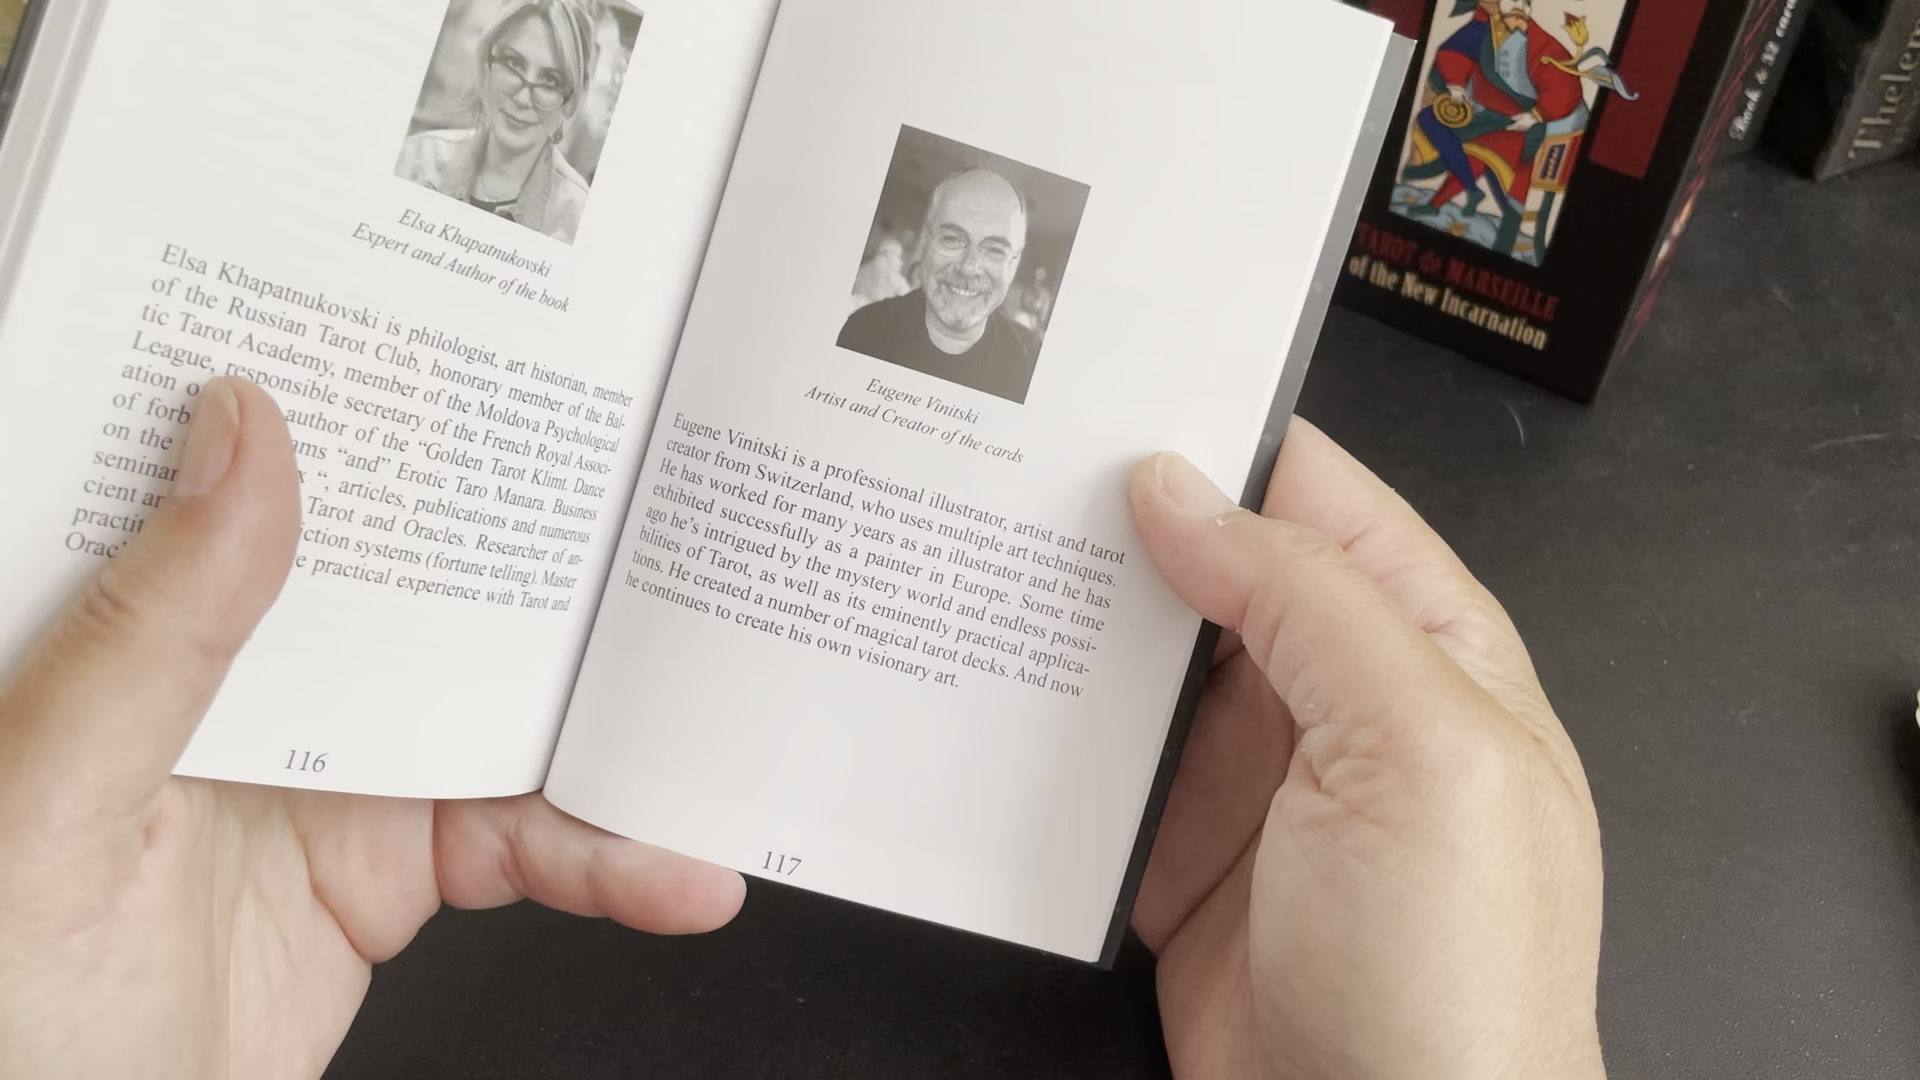 Elsa Khapatnukovski
Expert and Author of the book
Elsa Khapatnukovski is philologist, art historian, member
of the Russian Tarot Club, honorary member of the Bal-
tic Tarot Academy, member of the Moldova Psychological
League, responsible secretary of the French Royal Associ-
ation author of the “Golden Tarot Klimt. Dance
of “and” Erotic Taro Manara. Business
on the “, articles, publications and numerous
seminar Tarot and Oracles. Researcher of an-
cient systems (fortune telling). Master
practical experience with Tarot and
116
Eugene Vinitski
Artist and Creator of the cards
Eugene Vinitski is a professional illustrator, artist and tarot
creator from Switzerland, who uses multiple art techniques.
He has worked for many years as an illustrator and he has
exhibited successfully as a painter in Europe. Some time
ago he’s intrigued by the mystery world and endless possi-
bilities of Tarot, as well as its eminently practical applica-
tions. He created a number of magical tarot decks. And now
he continues to create his own visionary art.
117
TAROT de MARSEILLE
of the New Incarnation
Book & 52 card
Thelem